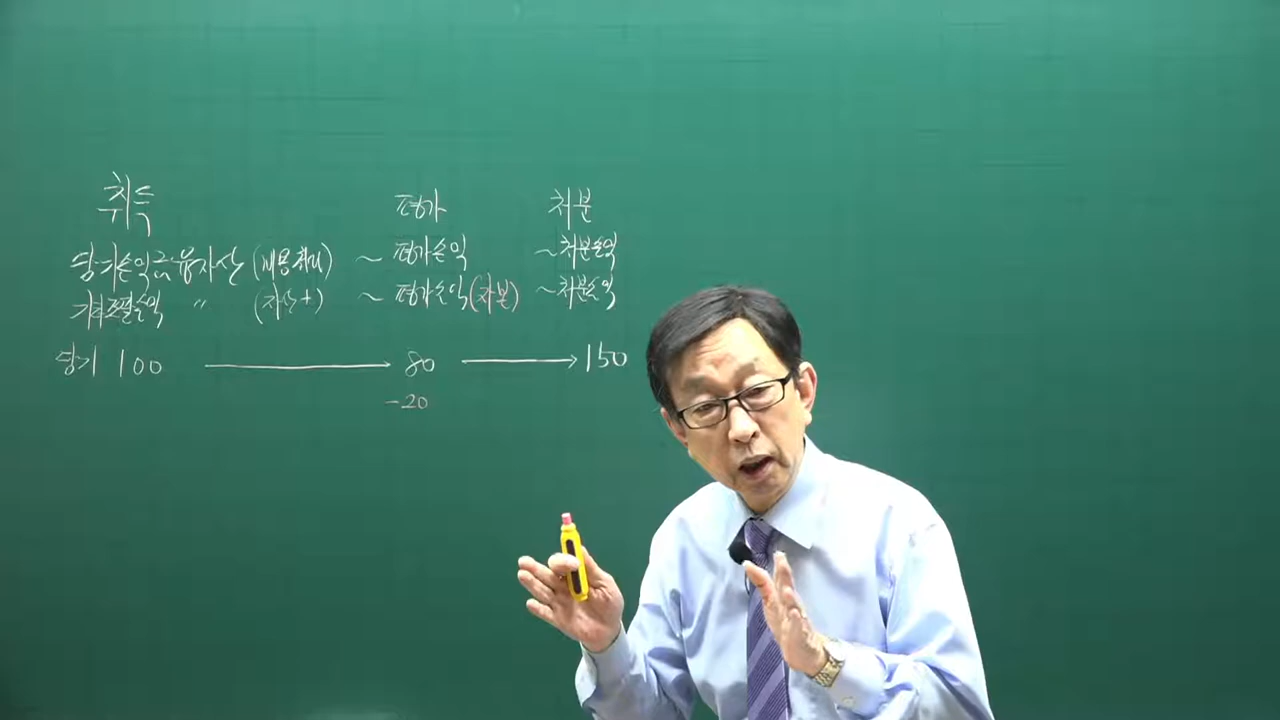 취득 평가 처분
당기손익금융자산 (비용처리) ~ 평가손익 ~ 처분손익
기타포괄손익 〃 (자산+) ~ 평가손익(자본) ~ 처분손익
당기 100 → 80 → 150
-20